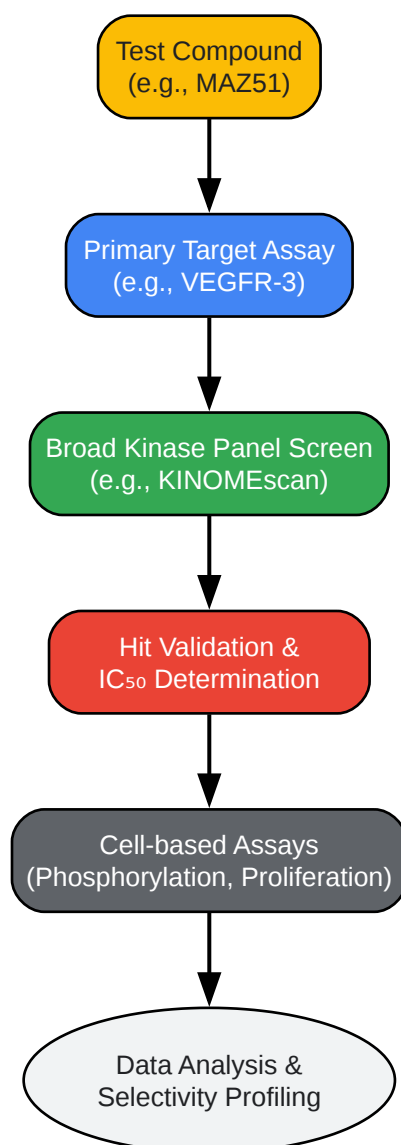 Test Compound
(e.g., MAZ51)
Primary Target Assay
(e.g., VEGFR-3)
Broad Kinase Panel Screen
(e.g., KINOMEscan)
Hit Validation &
IC₅₀ Determination
Cell-based Assays
(Phosphorylation, Proliferation)
Data Analysis &
Selectivity Profiling